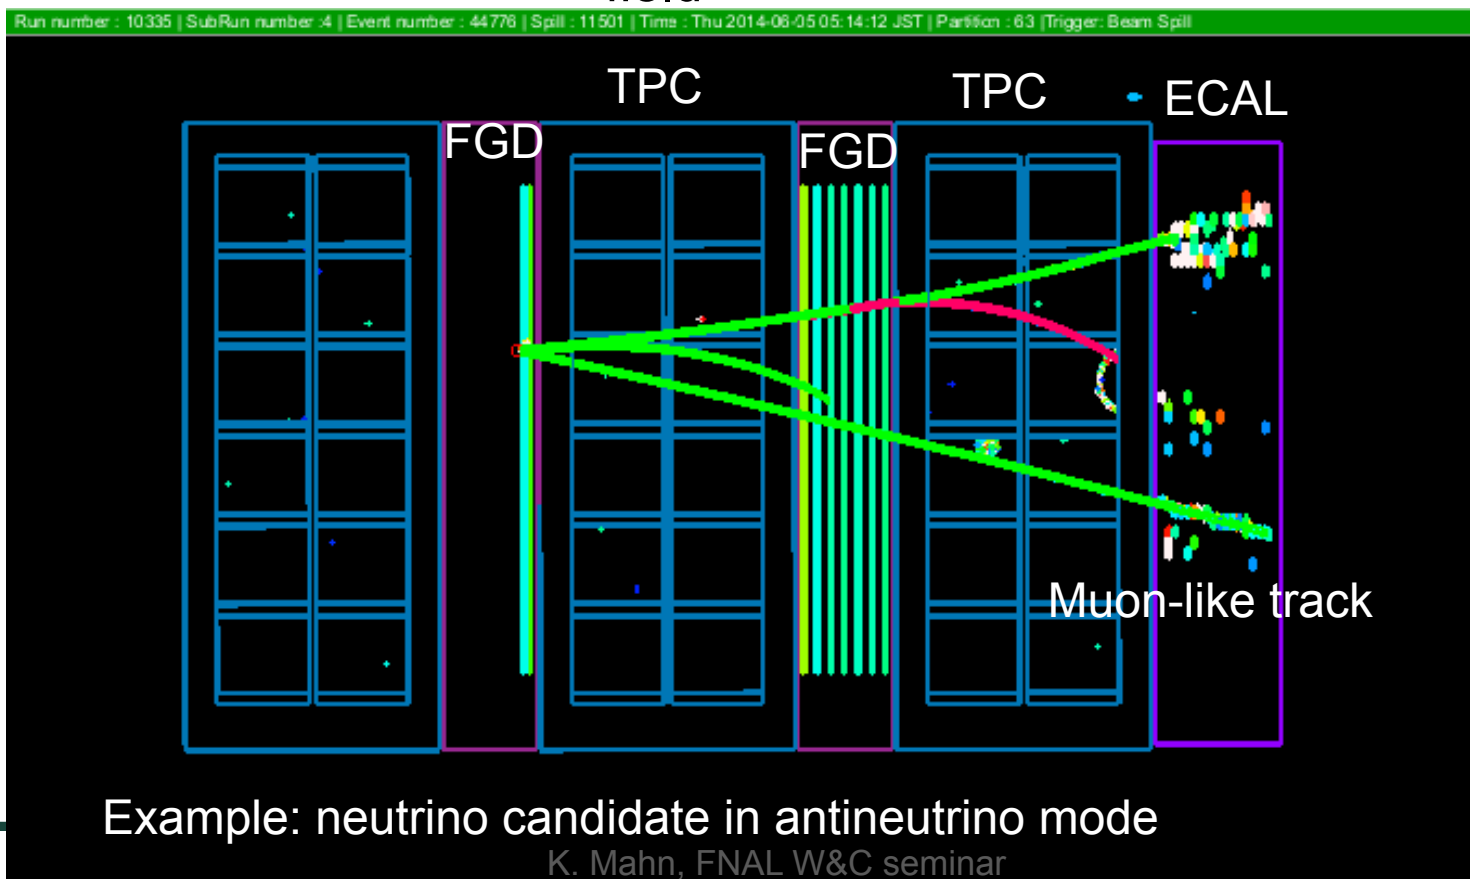 Run number : 10335 | SubRun number :4 | Event number : 44776 | Spill : 11501 | Time : Thu 2014-06-05 05:14:12 JST | Partition : 63 |Trigger: Beam Spill
TPC
TPC
ECAL
FGD
FGD
Muon-like track
Example: neutrino candidate in antineutrino mode
K. Mahn, FNAL W&C seminar